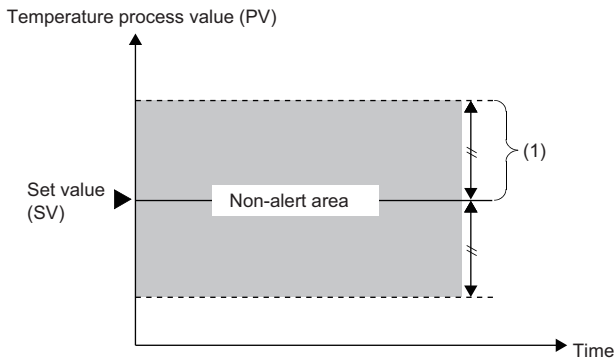 Temperature process value (PV)
(1)
Set value
(SV)
Non-alert area
Time